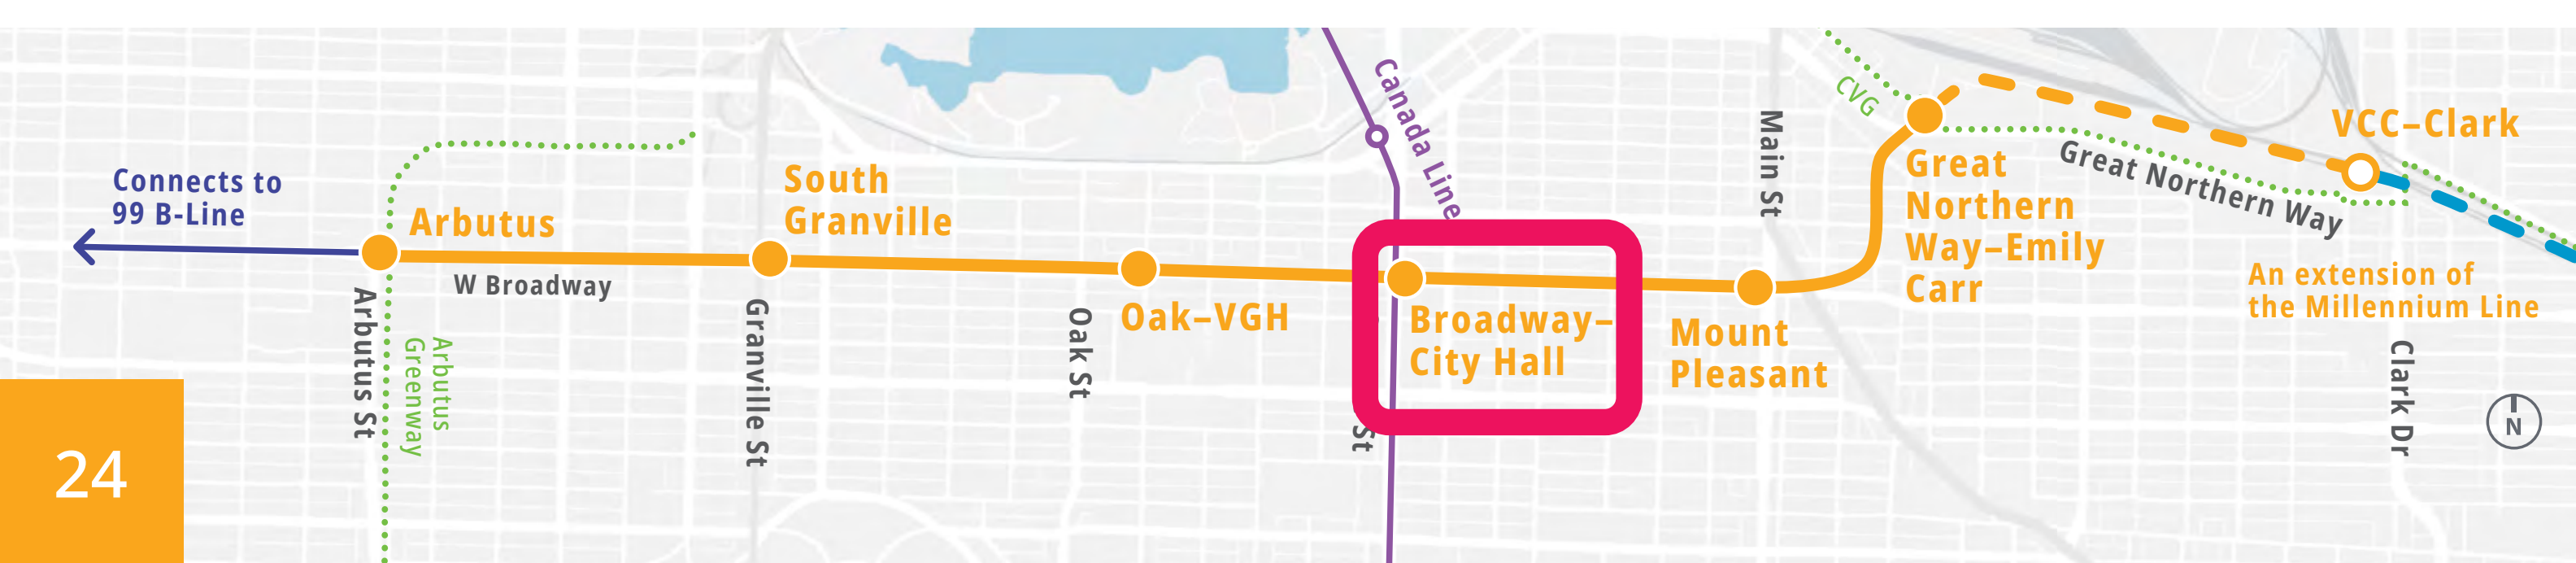 Connects to
99 B-Line
Arbutus
W Broadway
Arbutus St
Arbutus
Greenway
South
Granville
Granville St
Oak–VGH
Oak St
Canada Line
Broadway–
City Hall
St
Main St
Mount
Pleasant
CVG
Great
Northern
Way–Emily
Carr
Great Northern Way
VCC–Clark
An extension of
the Millennium Line
Clark Dr
N
24